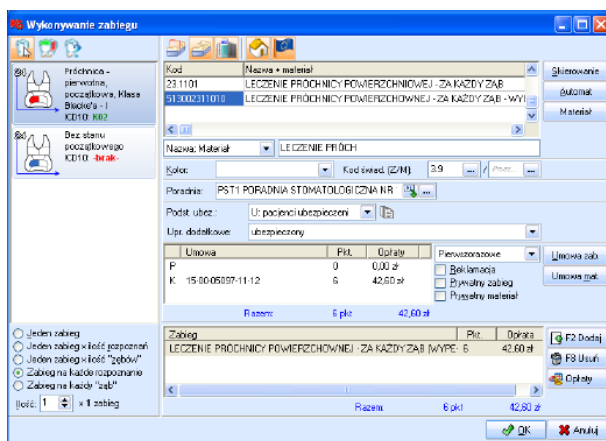 Wykonywanie zabiegu
86
Próchnica -
pierwotna,
początkowa, Klasa
Blacke'a - I
ICD10: K02
86
Bez stanu
początkowego
ICD10: -brak-
Jeden zabieg
Jeden zabieg x ilość rozpoznań
Jeden zabieg x ilość "zębów"
Zabieg na każde rozpoznanie
Zabieg na każdy "ząb"
Ilość: 1 x 1 zabieg
Kod Nazwa + materiał
23.1101 LECZENIE PRÓCHNICY POWIERZCHNIOWEJ - ZA KAŻDY ZĄB
513002311010 LECZENIE PRÓCHNICY POWIERZCHOWNEJ - ZA KAŻDY ZĄB - WYI
Nazwa; Materiał LECZENIE PRÓCH
Kolor: Kod świad. (Z/M): 3.9 ... / ...
Poradnia: PST1 PORADNIA STOMATOLOGICZNA NR ...
Podst. ubez.: U: pacjenci ubezpieczeni
Upr. dodatkowe: ubezpieczony
Umowa Pkt. Opłaty
P 0 0,00 zł
K 15-00-05097-11-12 6 42,60 zł
Razem: 6 pkt 42,60 zł
Pierwszorazowe
Reklamacja
Prywatny zabieg
Prywatny materiał
Zabieg Pkt. Opłata
LECZENIE PRÓCHNICY POWIERZCHOWNEJ - ZA KAŻDY ZĄB (WYPE- 6 42,60 zł
Razem: 6 pkt 42,60 zł
Skierowanie
Automat
Materiał
Umowa zab.
Umowa mat.
F2 Dodaj
F8 Usuń
Opłaty
OK
Anuluj